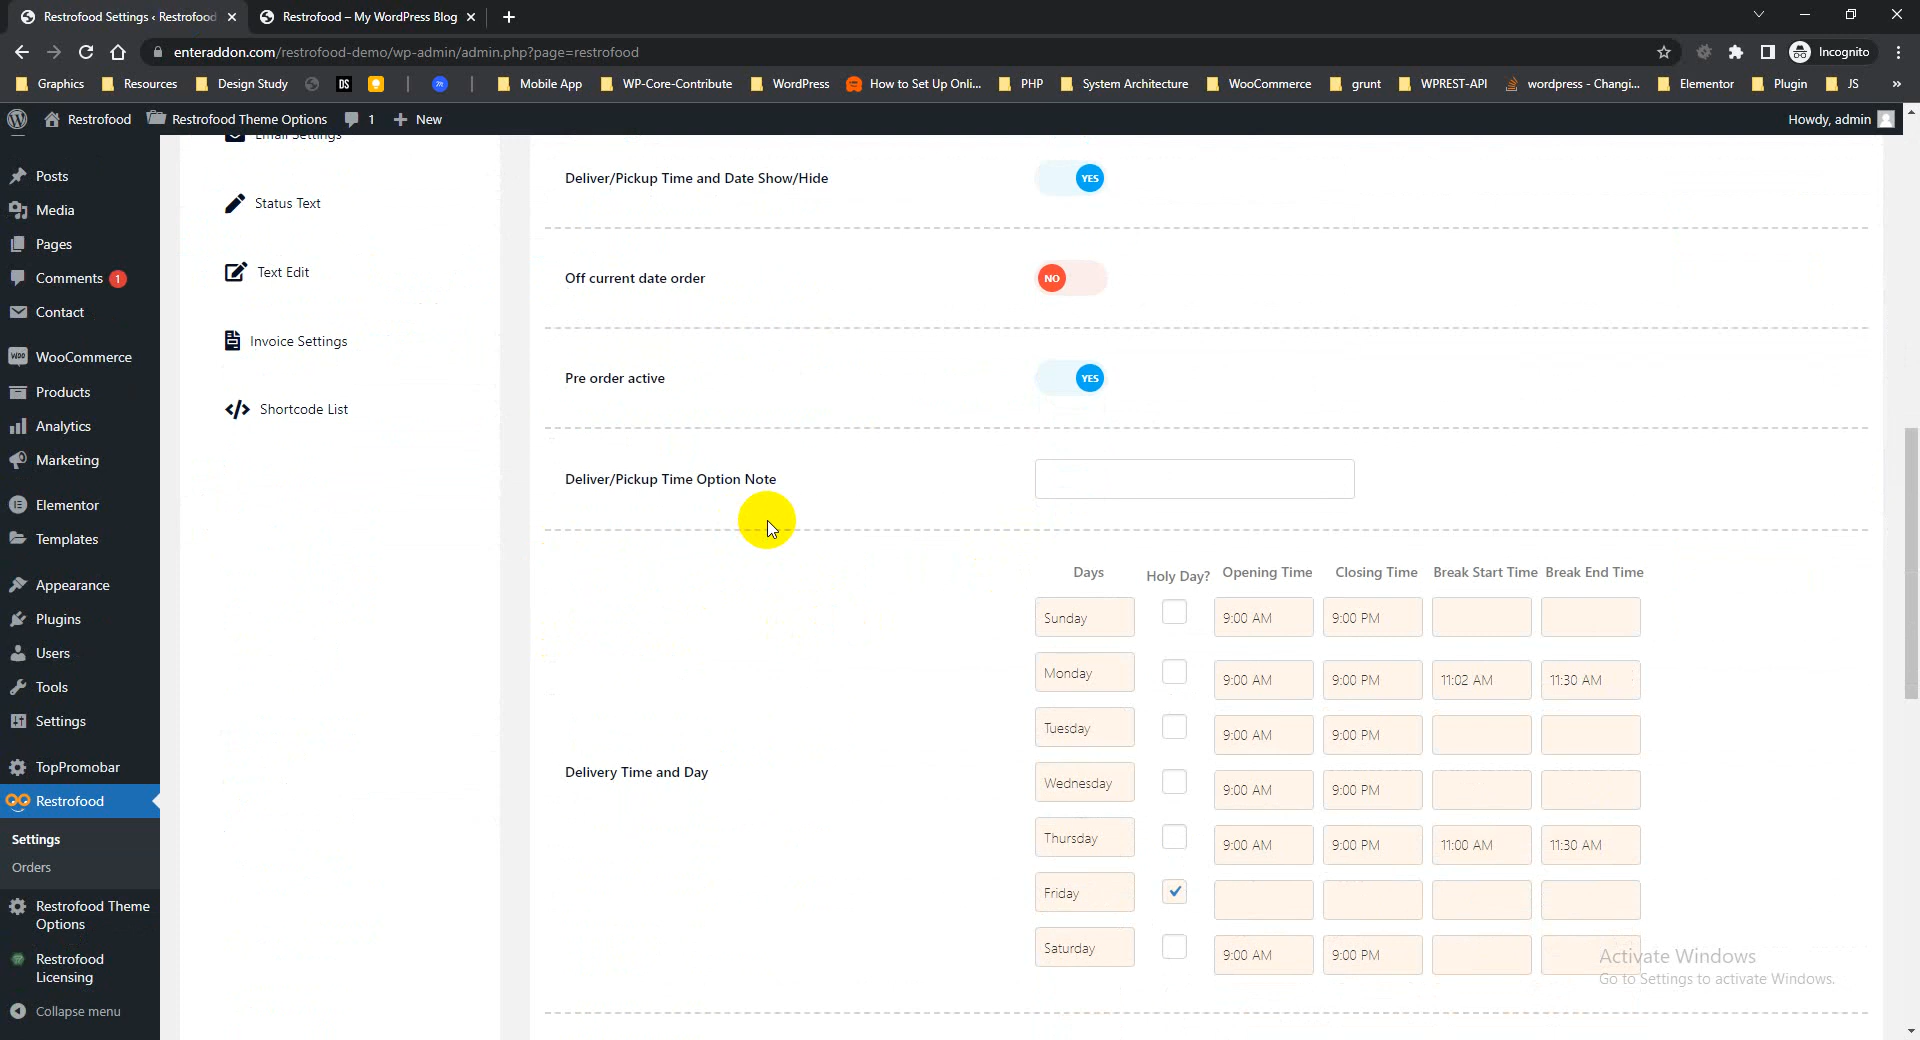 Restrofood Settings ‹ Restrofood
Restrofood – My WordPress Blog
enteraddon.com/restrofood-demo/wp-admin/admin.php?page=restrofood
Incognito
Graphics
Resources
Design Study
DS
Mobile App
WP-Core-Contribute
WordPress
How to Set Up Onli...
PHP
System Architecture
WooCommerce
grunt
WPREST-API
wordpress - Changi...
Elementor
Plugin
JS
»
Restrofood
Restrofood Theme Options
1
New
Howdy, admin
Posts
Media
Pages
Comments 1
Contact
WooCommerce
Products
Analytics
Marketing
Elementor
Templates
Appearance
Plugins
Users
Tools
Settings
TopPromobar
Restrofood
Settings
Orders
Restrofood Theme
Options
Restrofood
Licensing
Collapse menu
Email Settings
Status Text
Text Edit
Invoice Settings
Shortcode List
Deliver/Pickup Time and Date Show/Hide YES
Off current date order NO
Pre order active YES
Deliver/Pickup Time Option Note
Delivery Time and Day
Days Holy Day? Opening Time Closing Time Break Start Time Break End Time
Sunday 9:00 AM 9:00 PM
Monday 9:00 AM 9:00 PM 11:02 AM 11:30 AM
Tuesday 9:00 AM 9:00 PM
Wednesday 9:00 AM 9:00 PM
Thursday 9:00 AM 9:00 PM 11:00 AM 11:30 AM
Friday
Saturday 9:00 AM 9:00 PM
Activate Windows
Go to Settings to activate Windows.